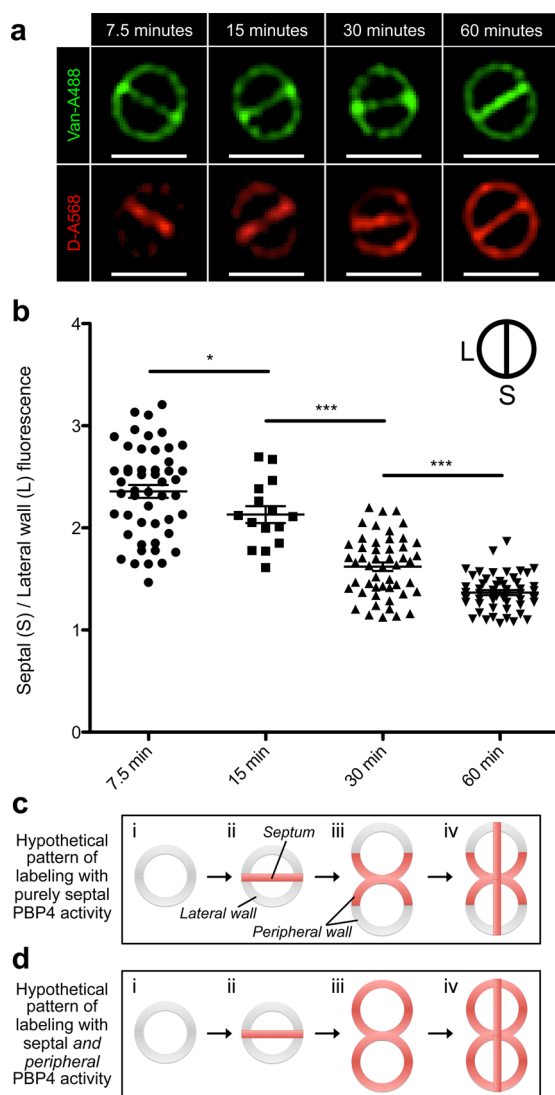 a
7.5 minutes
15 minutes
30 minutes
60 minutes
Van-A488
D-A568
b
Septal (S) / Lateral wall (L) fluorescence
4
3
2
1
0
*
***
***
L
S
7.5 min
15 min
30 min
60 min
c
Hypothetical
pattern of
labeling with
purely septal
PBP4 activity
i
ii
iii
iv
Septum
Lateral wall
Peripheral wall
d
Hypothetical
pattern of
labeling with
septal and
peripheral
PBP4 activity
i
ii
iii
iv